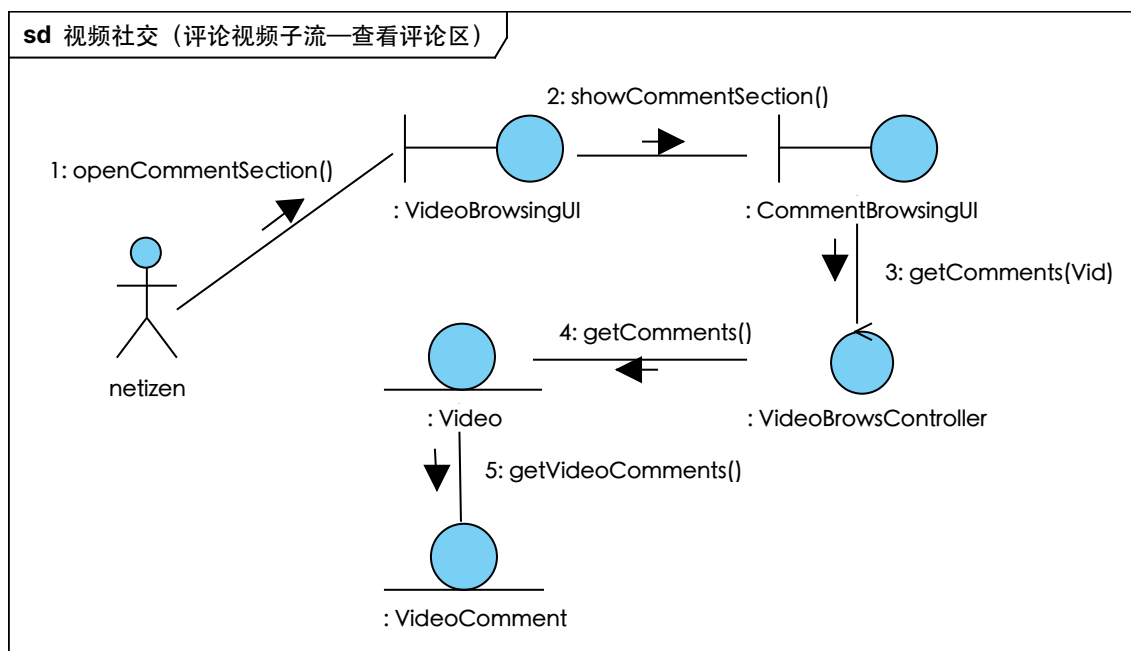 sd 视频社交（评论视频子流—查看评论区）
2: showCommentSection()
1: openCommentSection()
: VideoBrowsingUI
: CommentBrowsingUI
3: getComments(Vid)
4: getComments()
netizen
: Video
: VideoBrowsController
5: getVideoComments()
: VideoComment